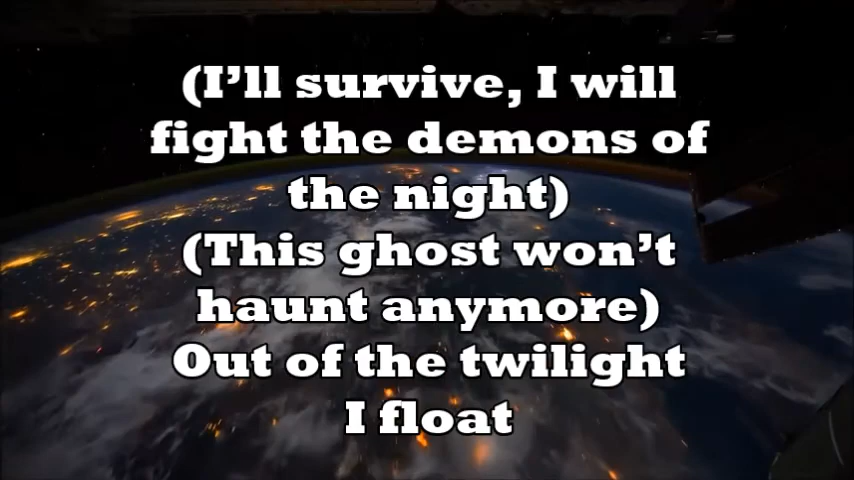 (I’ll survive, I will
fight the demons of
the night)
(This ghost won’t
haunt anymore)
Out of the twilight
I float